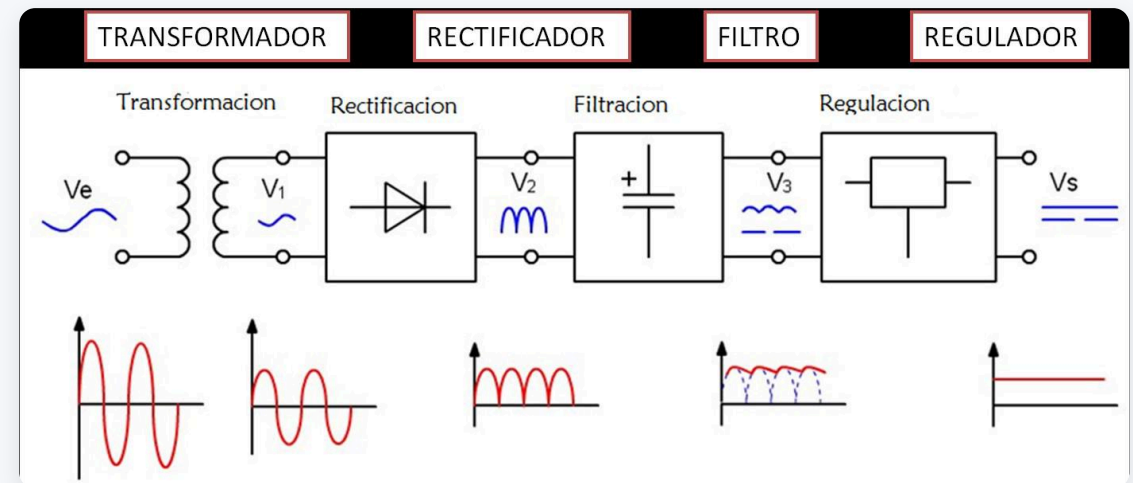 TRANSFORMADOR RECTIFICADOR FILTRO REGULADOR
Transformacion Rectificacion Filtracion Regulacion
Ve V1 V2 + V3 Vs